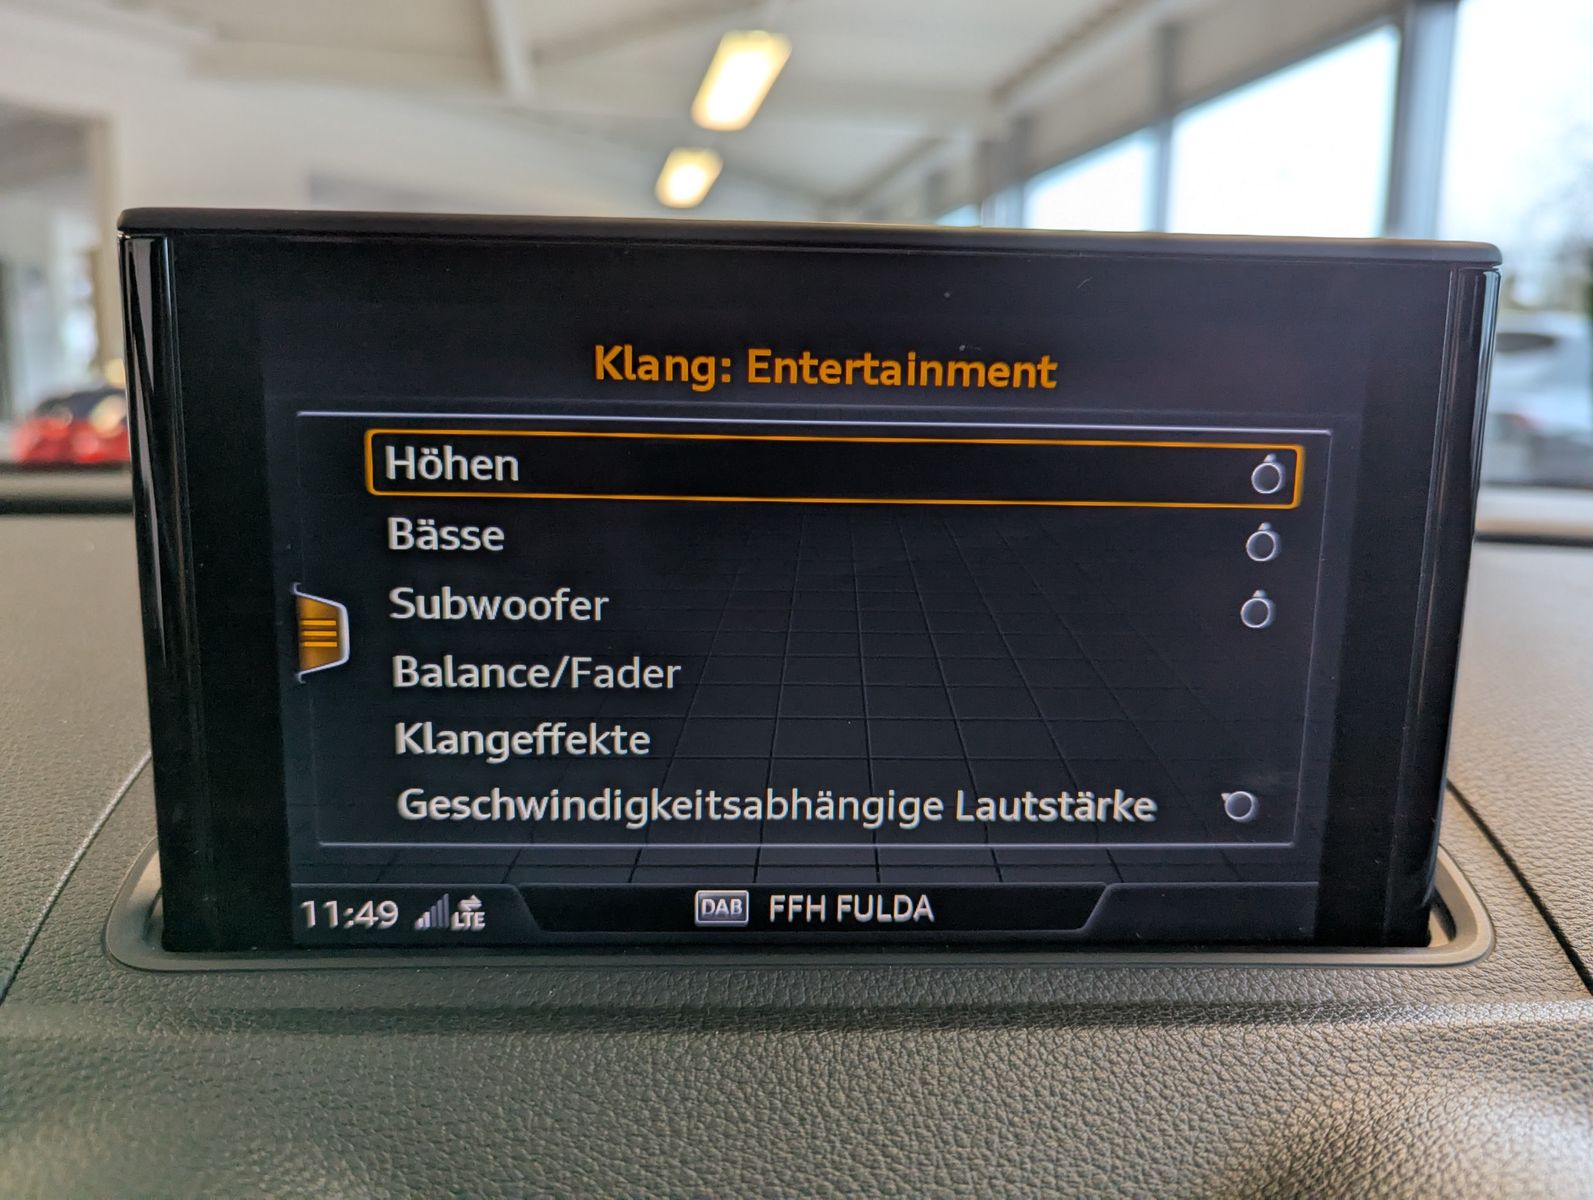 Klang: Entertainment
Höhen
Bässe
Subwoofer
Balance/Fader
Klangeffekte
Geschwindigkeitsabhängige Lautstärke
11:49 LTE DAB FFH FULDA